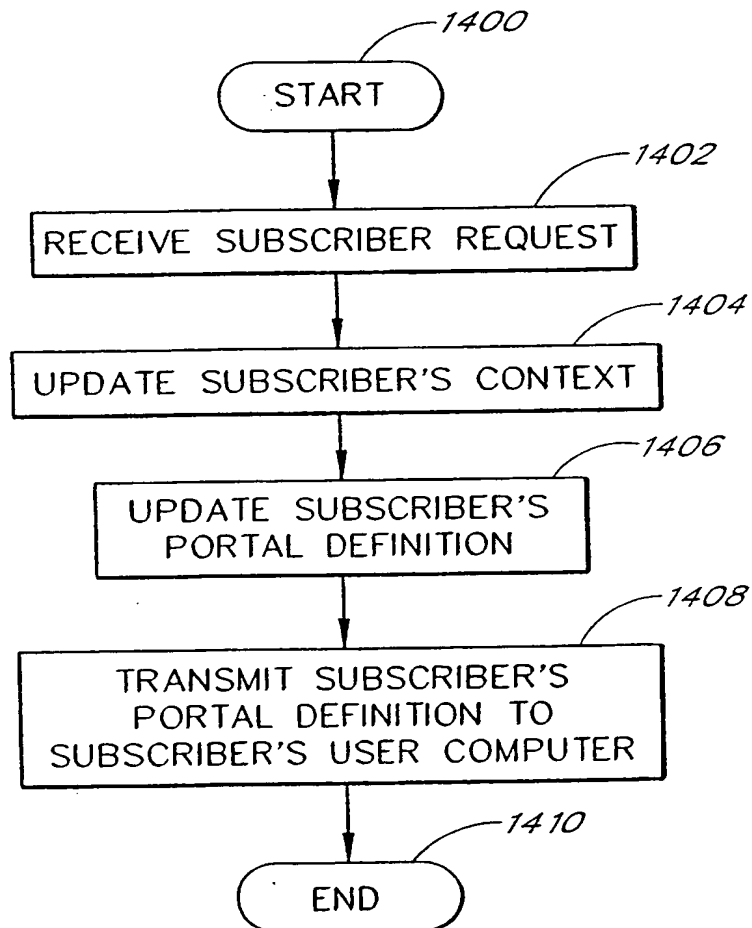 1400
START
1402
RECEIVE SUBSCRIBER REQUEST
1404
UPDATE SUBSCRIBER'S CONTEXT
1406
UPDATE SUBSCRIBER'S
PORTAL DEFINITION
1408
TRANSMIT SUBSCRIBER'S
PORTAL DEFINITION TO
SUBSCRIBER'S USER COMPUTER
1410
END